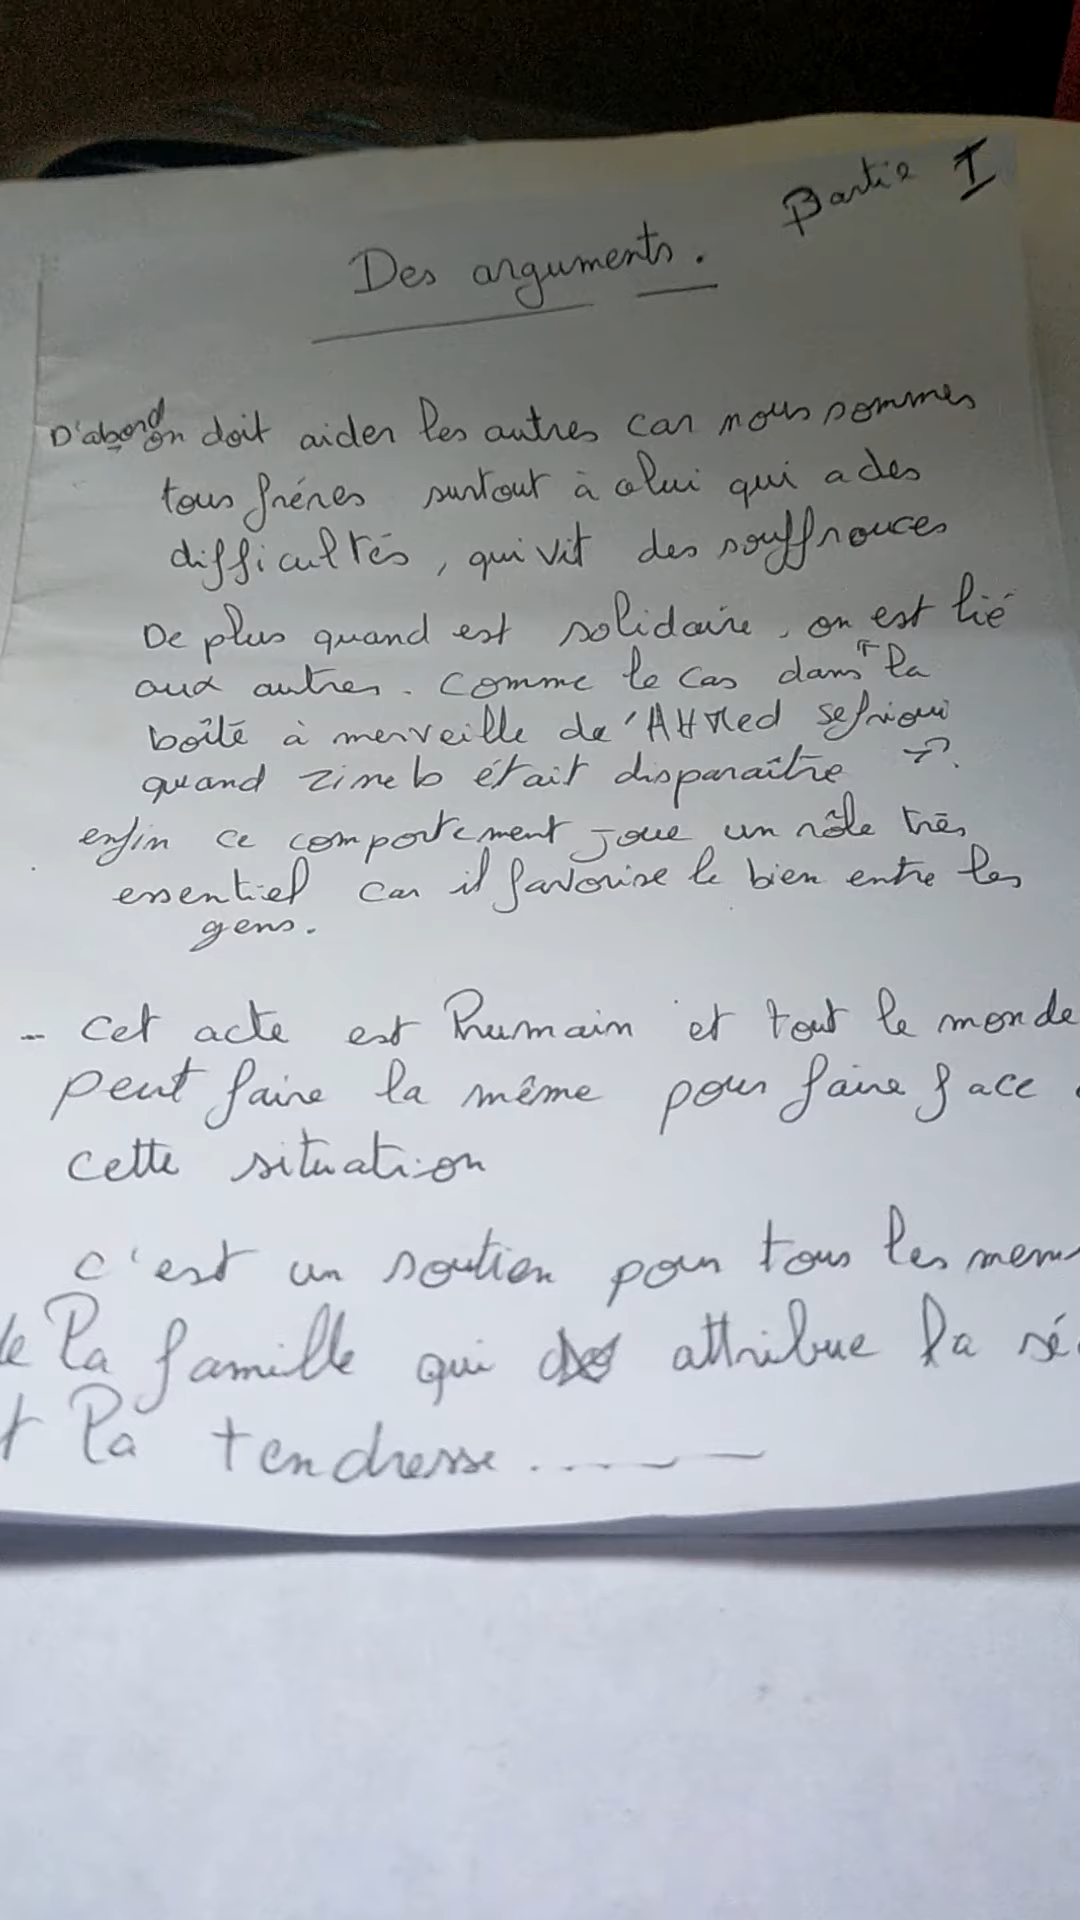 Partie I
Des arguments.
D'abord on doit aider les autres car nous sommes
tous fréres surtout à celui qui a des
difficultés, qui vit des souffrances
De plus quand est solidaire, on est lié
aux autres. comme le cas dans "la
boîte à merveille de 'AHMed sefrioui
quand zineb était disparaître
enfin ce comportement joue un rôle très
essentiel car il favorise le bien entre les
gens.
- cet acte est humain et tout le monde
peut faire la même pour faire face
cette situation
c'est un soutien pour tous les mem
de la famille qui attribue la sé
t la tendresse ....